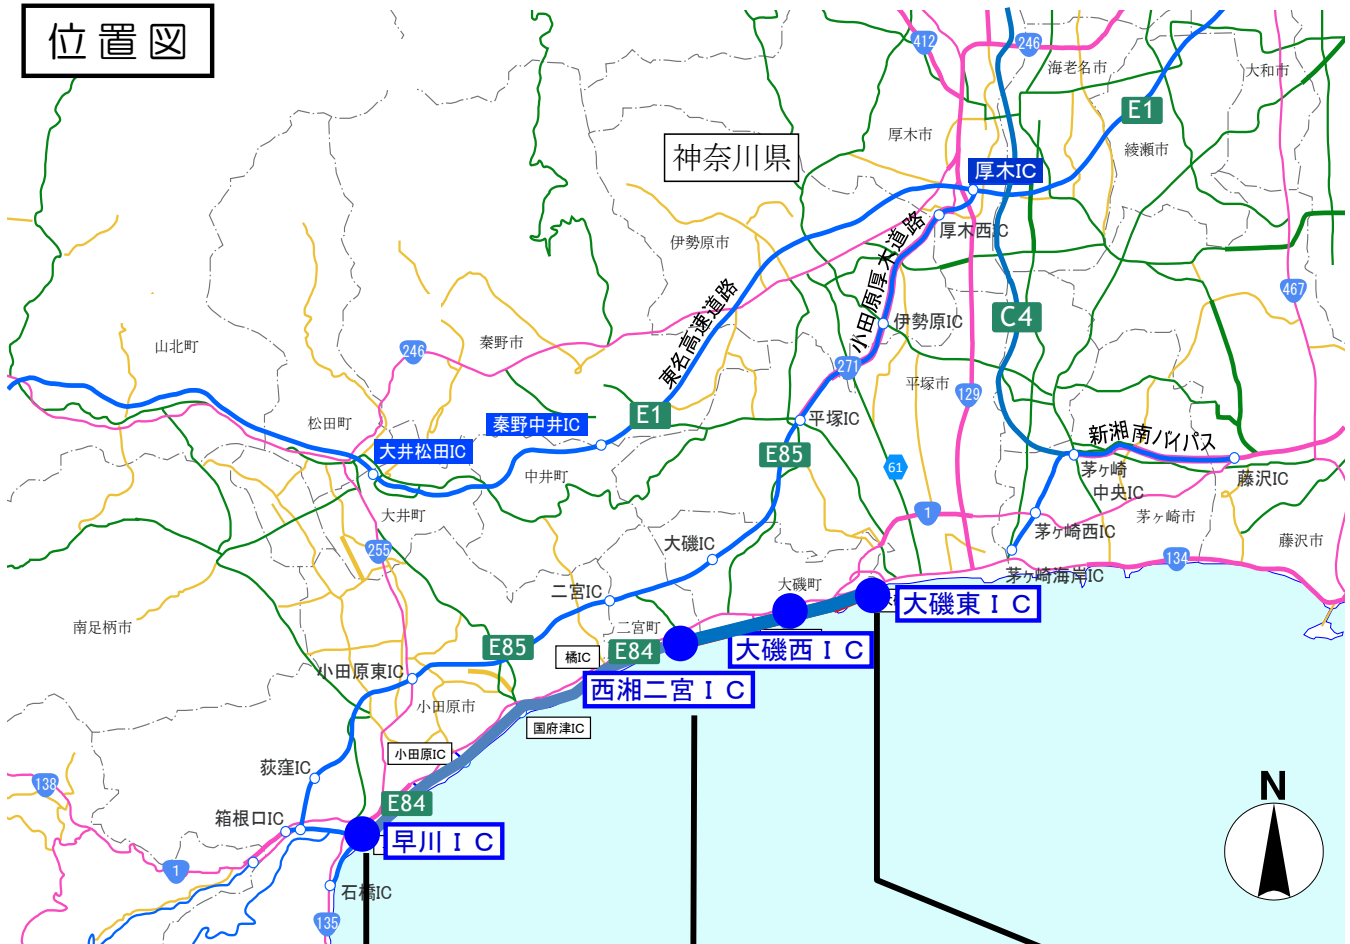 位置図
412
246
海老名市
大和市
E1
厚木市
神奈川県
綾瀬市
厚木IC
厚木西IC
伊勢原市
小田原厚木道路
東名高速道路
467
C4
伊勢原IC
山北町
246
秦野市
271
平塚市
129
松田町
秦野中井IC
E1
平塚IC
新湘南バイパス
大井松田IC
E85
61
茅ヶ崎
中央IC
藤沢IC
中井町
大井町
1
茅ヶ崎市
茅ヶ崎西IC
藤沢市
255
大磯IC
134
茅ヶ崎海岸IC
大磯町
二宮IC
大磯東IC
南足柄市
二宮町
E85
橘IC
E84
大磯西IC
小田原東IC
西湘二宮IC
小田原市
国府津IC
小田原IC
荻窪IC
138
N
E84
箱根口IC
早川IC
1
石橋IC
135